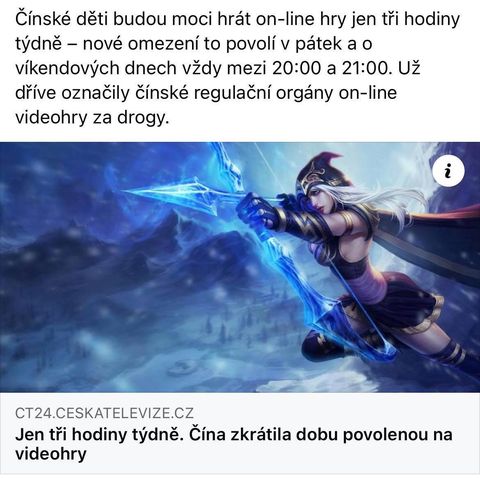 Čínské děti budou moci hrát on-line hry jen tři hodiny
týdně – nové omezení to povolí v pátek a o
víkendových dnech vždy mezi 20:00 a 21:00. Už
dříve označily čínské regulační orgány on-line
videohry za drogy.
i
CT24.CESKATELEVIZE.CZ
Jen tři hodiny týdně. Čína zkrátila dobu povolenou na
videohry